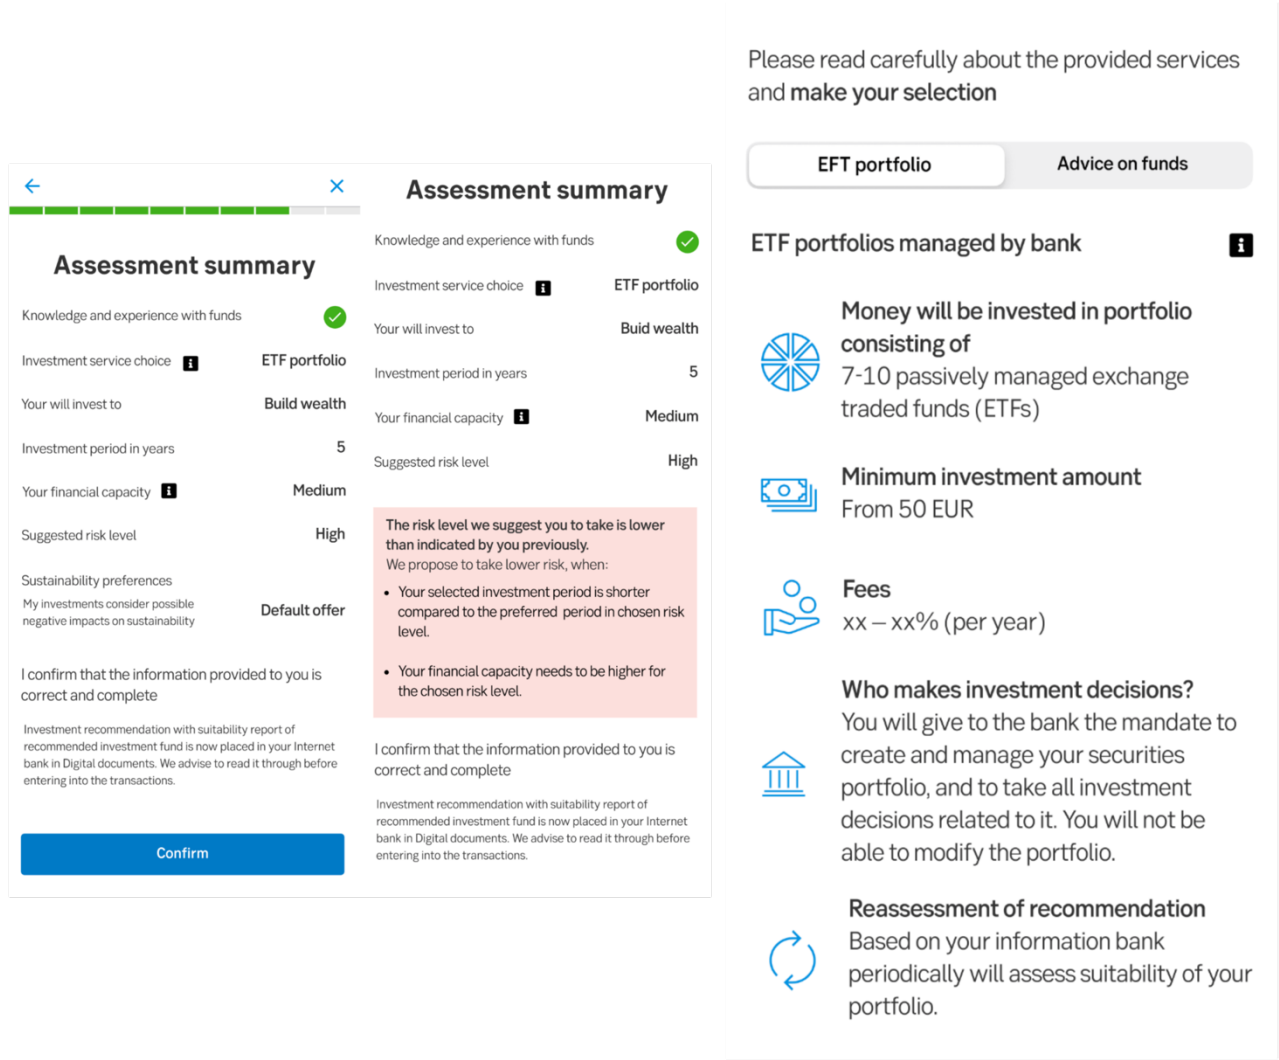 Assessment summary
Knowledge and experience with funds
Investment service choice i ETF portfolio
Your will invest to Build wealth
Investment period in years 5
Your financial capacity i Medium
Suggested risk level High
Sustainability preferences
My investments consider possible
negative impacts on sustainability
Default offer
I confirm that the information provided to you is
correct and complete
Investment recommendation with suitability report of
recommended investment fund is now placed in your Internet
bank in Digital documents. We advise to read it through before
entering into the transactions.
Confirm
Assessment summary
Knowledge and experience with funds
Investment service choice i ETF portfolio
Your will invest to Buid wealth
Investment period in years 5
Your financial capacity i Medium
Suggested risk level High
The risk level we suggest you to take is lower
than indicated by you previously.
We propose to take lower risk, when:
• Your selected investment period is shorter
compared to the preferred period in chosen risk
level.
• Your financial capacity needs to be higher for
the chosen risk level.
I confirm that the information provided to you is
correct and complete
Investment recommendation with suitability report of
recommended investment fund is now placed in your Internet
bank in Digital documents. We advise to read it through before
entering into the transactions.
Please read carefully about the provided services
and make your selection
EFT portfolio Advice on funds
ETF portfolios managed by bank i
Money will be invested in portfolio
consisting of
7-10 passively managed exchange
traded funds (ETFs)
Minimum investment amount
From 50 EUR
Fees
xx – xx% (per year)
Who makes investment decisions?
You will give to the bank the mandate to
create and manage your securities
portfolio, and to take all investment
decisions related to it. You will not be
able to modify the portfolio.
Reassessment of recommendation
Based on your information bank
periodically will assess suitability of your
portfolio.